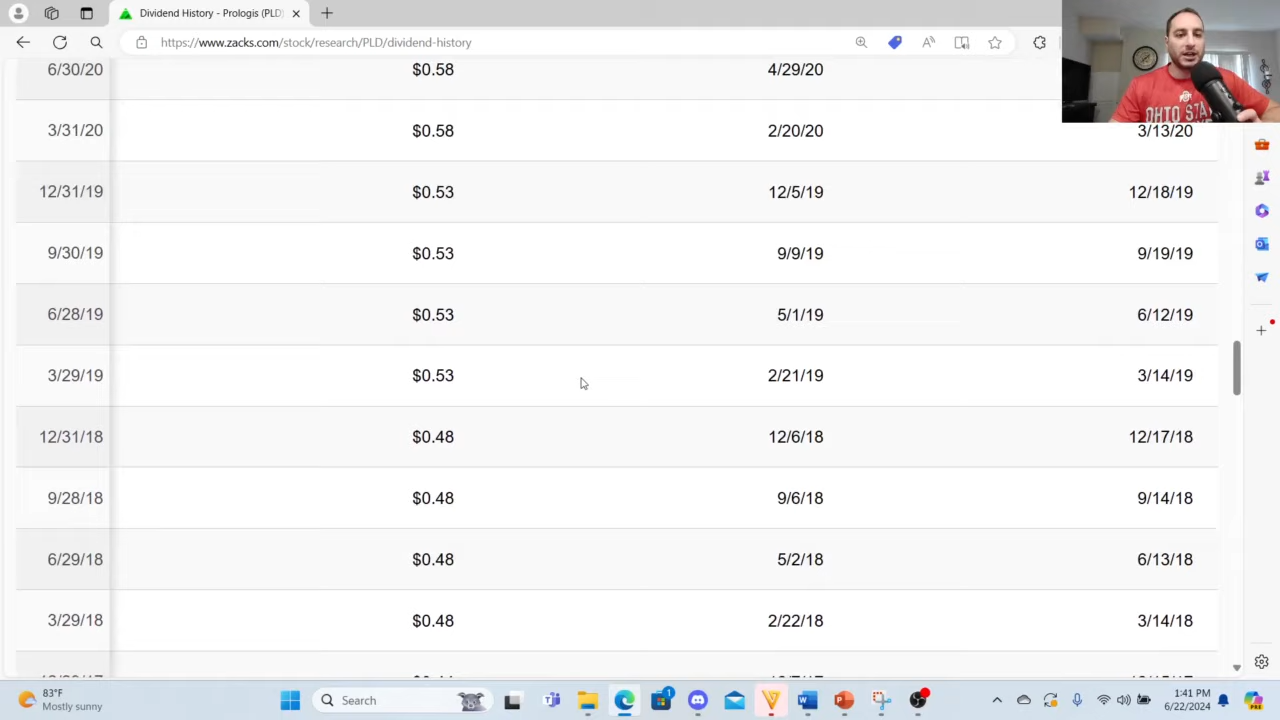 Dividend History - Prologis (PLD)
https://www.zacks.com/stock/research/PLD/dividend-history
6/30/20 $0.58 4/29/20
3/31/20 $0.58 2/20/20 3/13/20
12/31/19 $0.53 12/5/19 12/18/19
9/30/19 $0.53 9/9/19 9/19/19
6/28/19 $0.53 5/1/19 6/12/19
3/29/19 $0.53 2/21/19 3/14/19
12/31/18 $0.48 12/6/18 12/17/18
9/28/18 $0.48 9/6/18 9/14/18
6/29/18 $0.48 5/2/18 6/13/18
3/29/18 $0.48 2/22/18 3/14/18
OHIO STA
83°F
Mostly sunny
Search
1
1:41 PM
6/22/2024
PRE